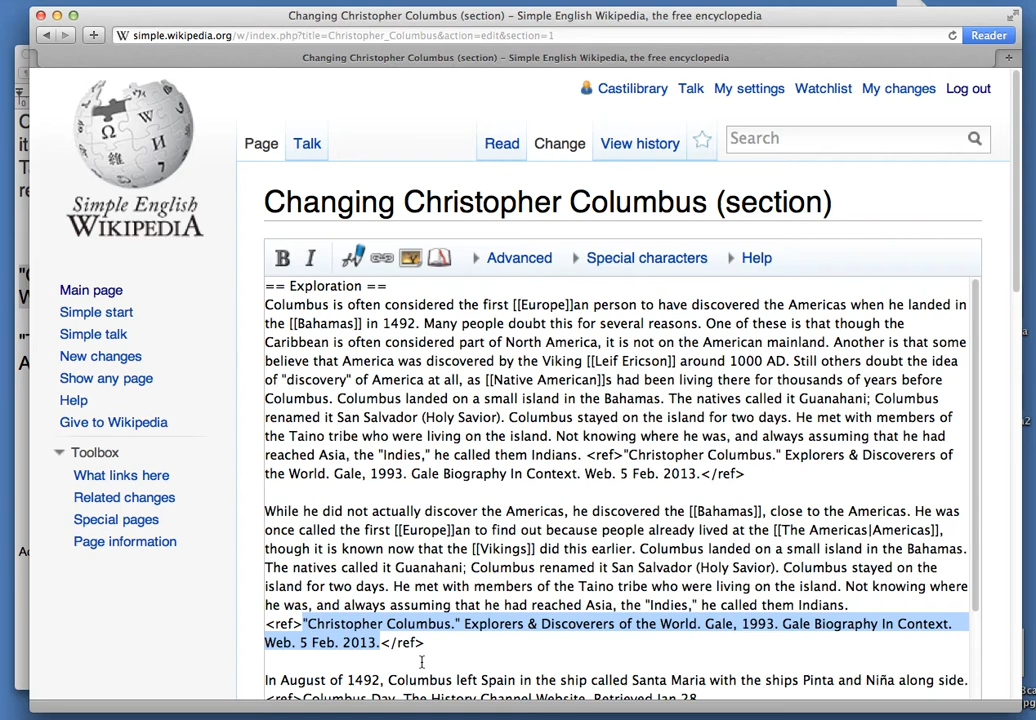 Changing Christopher Columbus (section) – Simple English Wikipedia, the free encyclopedia
simple.wikipedia.org/w/index.php?title=Christopher_Columbus&action=edit&section=1
Reader
Changing Christopher Columbus (section) – Simple English Wikipedia, the free encyclopedia
Castilibrary Talk My settings Watchlist My changes Log out
Page Talk Read Change View history Search
Simple English
WIKIPEDIA
Main page
Simple start
Simple talk
New changes
Show any page
Help
Give to Wikipedia
Toolbox
What links here
Related changes
Special pages
Page information
Changing Christopher Columbus (section)
B I Advanced Special characters Help
== Exploration ==
Columbus is often considered the first [[Europe]]an person to have discovered the Americas when he landed in
the [[Bahamas]] in 1492. Many people doubt this for several reasons. One of these is that though the
Caribbean is often considered part of North America, it is not on the American mainland. Another is that some
believe that America was discovered by the Viking [[Leif Ericson]] around 1000 AD. Still others doubt the idea
of "discovery" of America at all, as [[Native American]]s had been living there for thousands of years before
Columbus. Columbus landed on a small island in the Bahamas. The natives called it Guanahani; Columbus
renamed it San Salvador (Holy Savior). Columbus stayed on the island for two days. He met with members of
the Taino tribe who were living on the island. Not knowing where he was, and always assuming that he had
reached Asia, the "Indies," he called them Indians. <ref>"Christopher Columbus." Explorers & Discoverers of
the World. Gale, 1993. Gale Biography In Context. Web. 5 Feb. 2013.</ref>
While he did not actually discover the Americas, he discovered the [[Bahamas]], close to the Americas. He was
once called the first [[Europe]]an to find out because people already lived at the [[The Americas|Americas]],
though it is known now that the [[Vikings]] did this earlier. Columbus landed on a small island in the Bahamas.
The natives called it Guanahani; Columbus renamed it San Salvador (Holy Savior). Columbus stayed on the
island for two days. He met with members of the Taino tribe who were living on the island. Not knowing where
he was, and always assuming that he had reached Asia, the "Indies," he called them Indians.
<ref>"Christopher Columbus." Explorers & Discoverers of the World. Gale, 1993. Gale Biography In Context.
Web. 5 Feb. 2013.</ref>
In August of 1492, Columbus left Spain in the ship called Santa Maria with the ships Pinta and Niña along side.
<ref>Columbus Day. The History Channel Website. Retrieved Jan 28